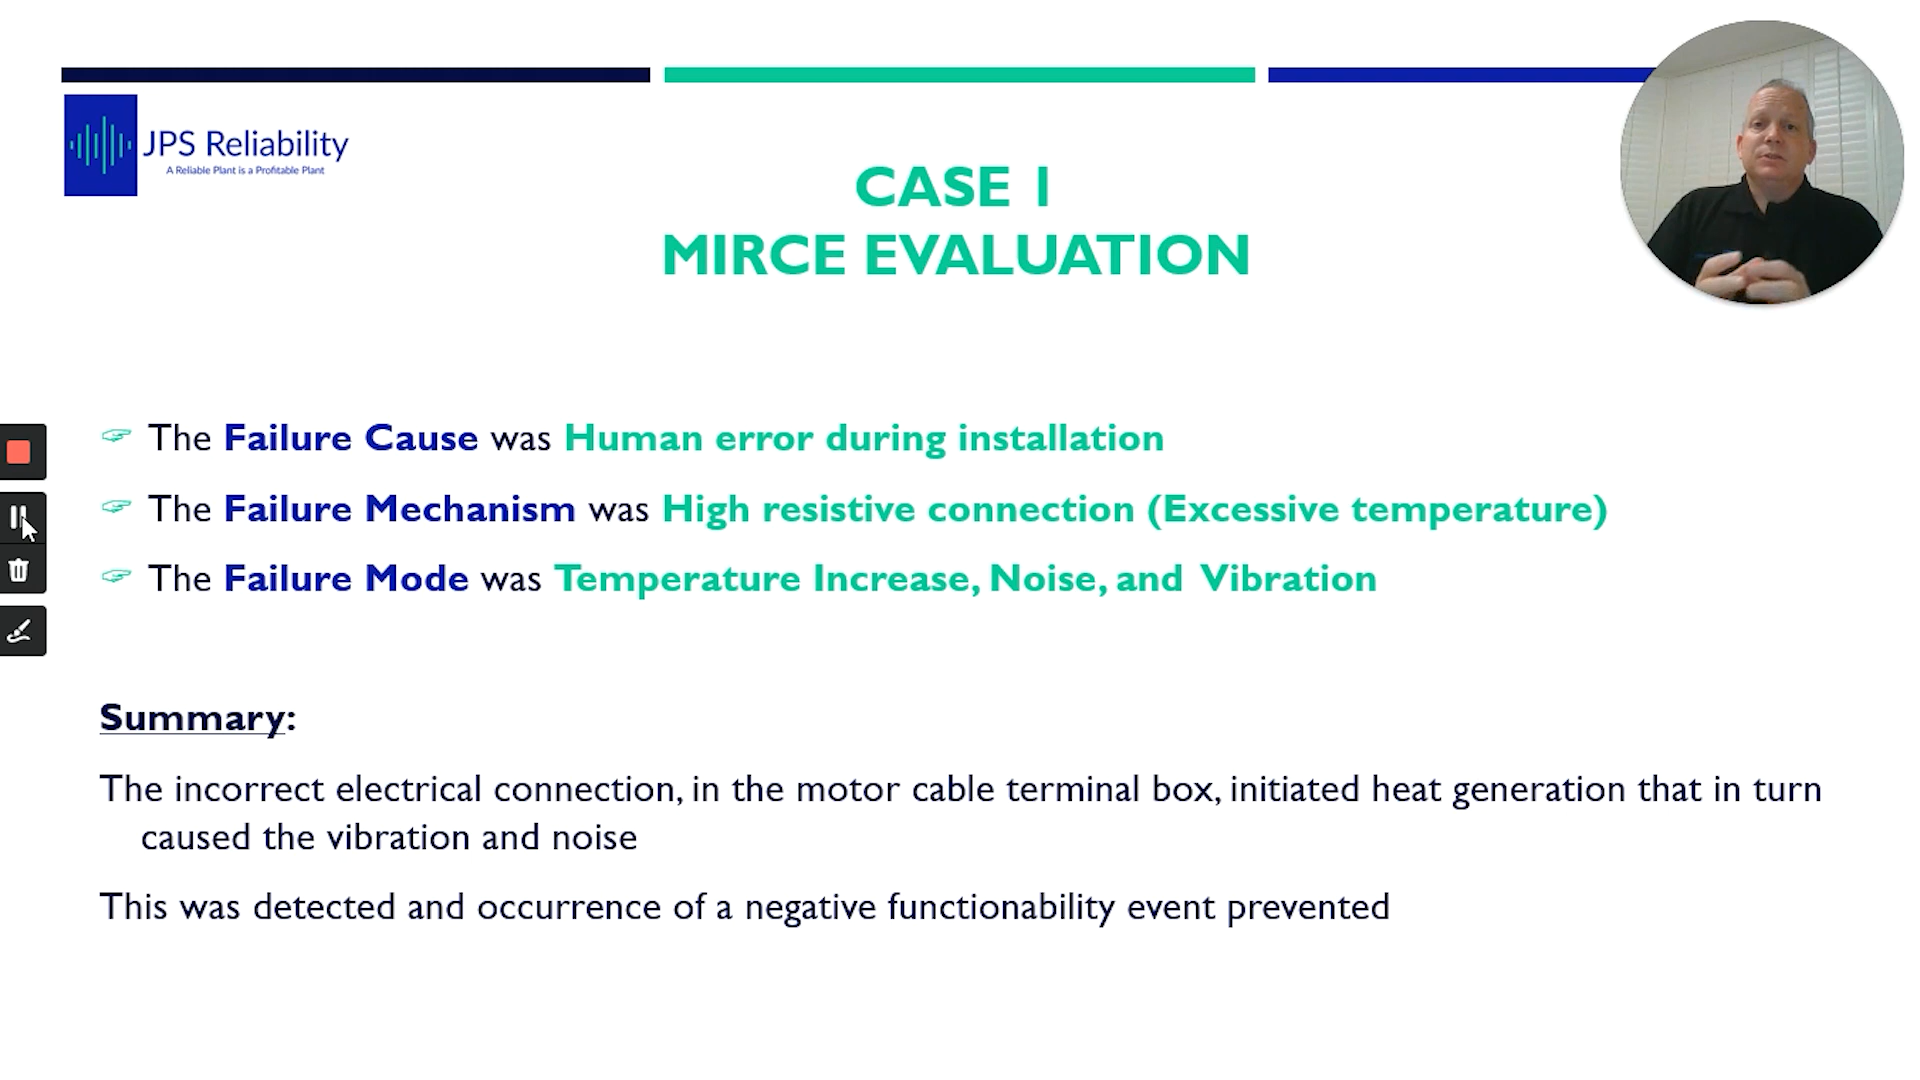 JPS Reliability
A Reliable Plant is a Profitable Plant
CASE 1
MIRCE EVALUATION
The Failure Cause was Human error during installation
The Failure Mechanism was High resistive connection (Excessive temperature)
The Failure Mode was Temperature Increase, Noise, and Vibration
Summary:
The incorrect electrical connection, in the motor cable terminal box, initiated heat generation that in turn
caused the vibration and noise
This was detected and occurrence of a negative functionability event prevented